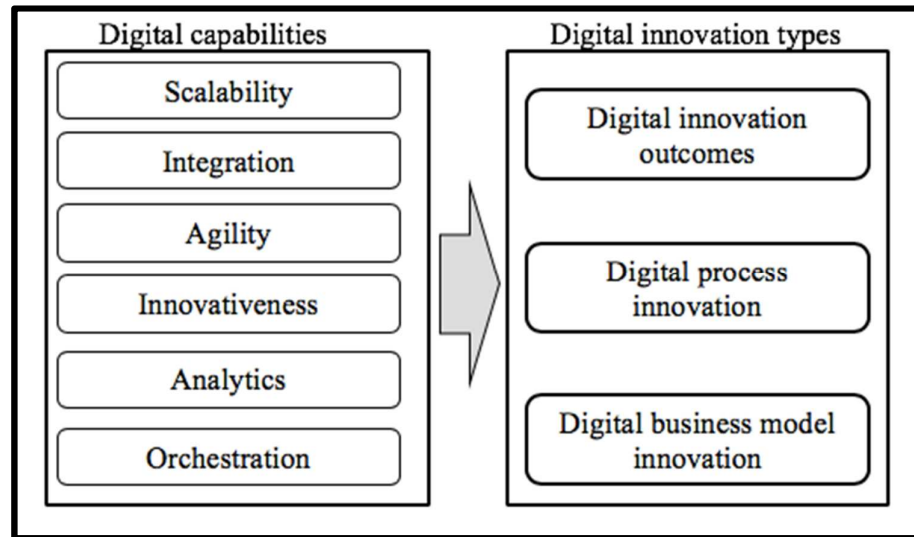 Digital capabilities
Scalability
Integration
Agility
Innovativeness
Analytics
Orchestration
Digital innovation types
Digital innovation
outcomes
Digital process
innovation
Digital business model
innovation